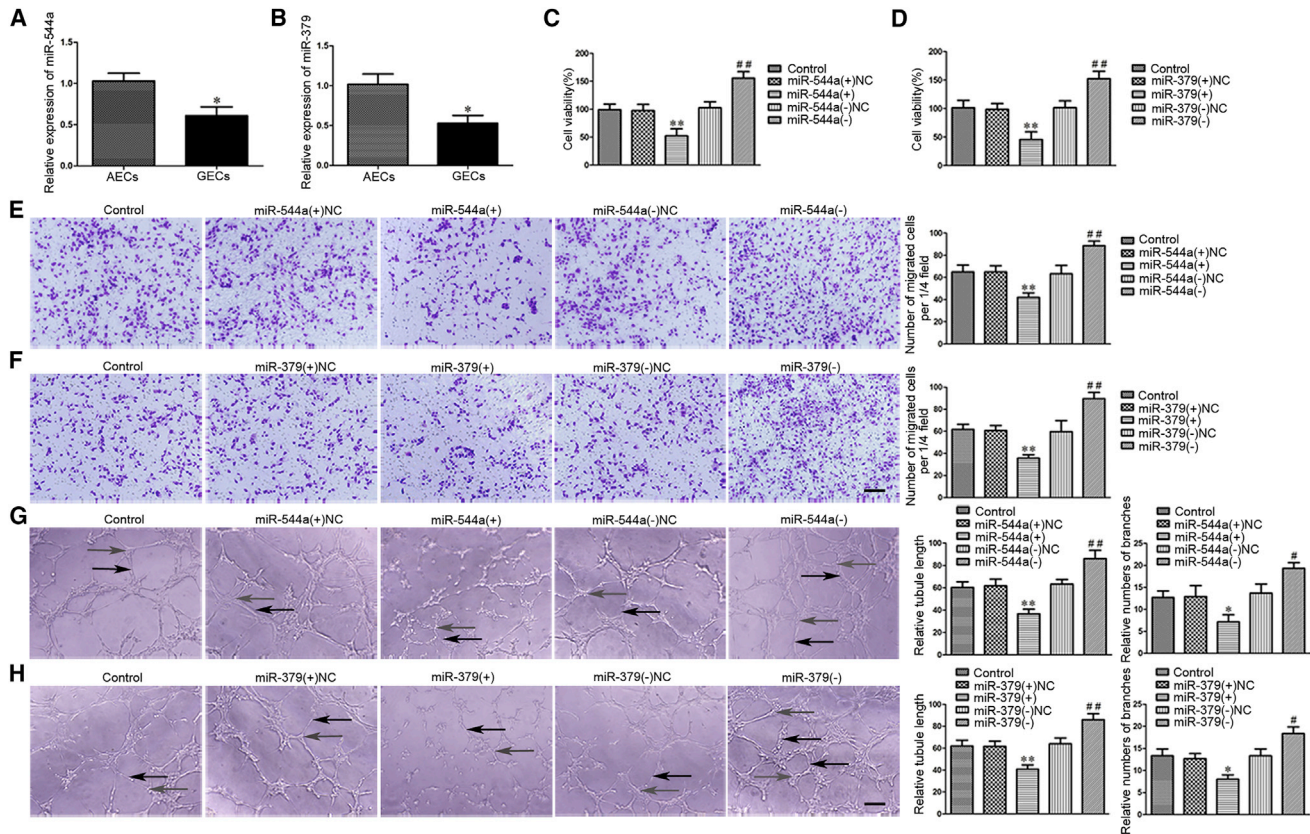 A
Relative expression of miR-544a
1.5
1.0
0.5
0.0
*
AECs
GECs
B
Relative expression of miR-379
1.5
1.0
0.5
0.0
*
AECs
GECs
C
Cell viability(%)
200
150
100
50
0
**
##
Control
miR-544a(+)NC
miR-544a(+)
miR-544a(-)NC
miR-544a(-)
D
Cell viability(%)
200
150
100
50
0
**
##
Control
miR-379(+)NC
miR-379(+)
miR-379(-)NC
miR-379(-)
E
Control
miR-544a(+)NC
miR-544a(+)
miR-544a(-)NC
miR-544a(-)
Number of migrated cells
per 1/4 field
100
80
60
40
20
0
**
##
Control
miR-544a(+)NC
miR-544a(+)
miR-544a(-)NC
miR-544a(-)
F
Control
miR-379(+)NC
miR-379(+)
miR-379(-)NC
miR-379(-)
Number of migrated cells
per 1/4 field
100
80
60
40
20
0
**
##
Control
miR-379(+)NC
miR-379(+)
miR-379(-)NC
miR-379(-)
G
Control
miR-544a(+)NC
miR-544a(+)
miR-544a(-)NC
miR-544a(-)
Control
miR-544a(+)NC
miR-544a(+)
miR-544a(-)NC
miR-544a(-)
Relative tubule length
100
80
60
40
20
0
**
##
Control
miR-544a(+)NC
miR-544a(+)
miR-544a(-)NC
miR-544a(-)
Relative numbers of branches
25
20
15
10
5
0
*
#
H
Control
miR-379(+)NC
miR-379(+)
miR-379(-)NC
miR-379(-)
Control
miR-379(+)NC
miR-379(+)
miR-379(-)NC
miR-379(-)
Relative tubule length
100
80
60
40
20
0
**
##
Control
miR-379(+)NC
miR-379(+)
miR-379(-)NC
miR-379(-)
Relative numbers of branches
25
20
15
10
5
0
*
#